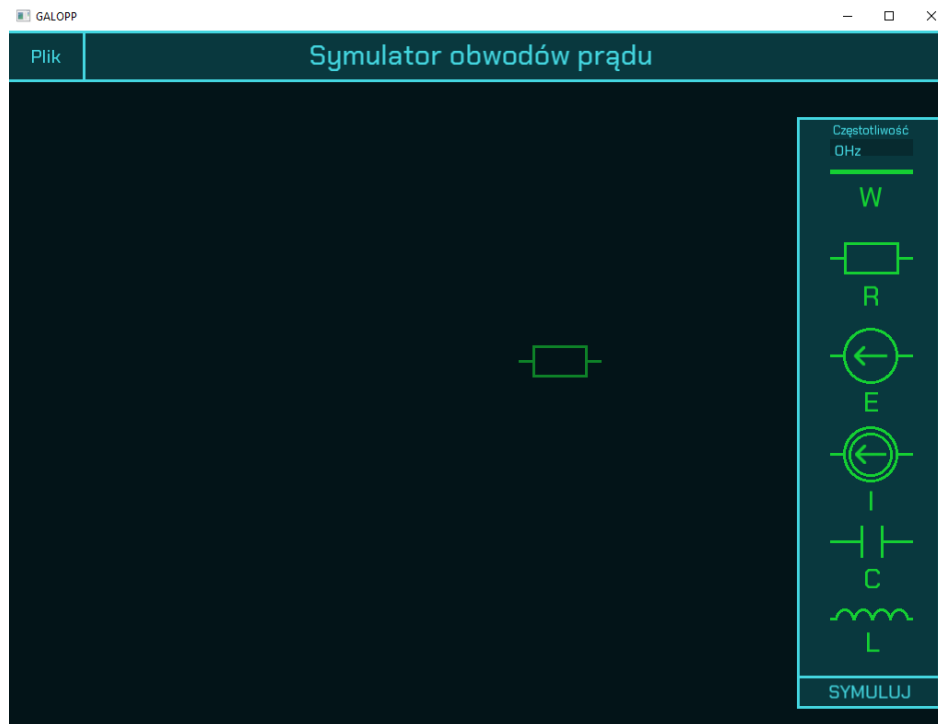 GALOPP
Plik
Symulator obwodów prądu
Częstotliwość
0Hz
W
R
E
I
C
L
SYMULUJ